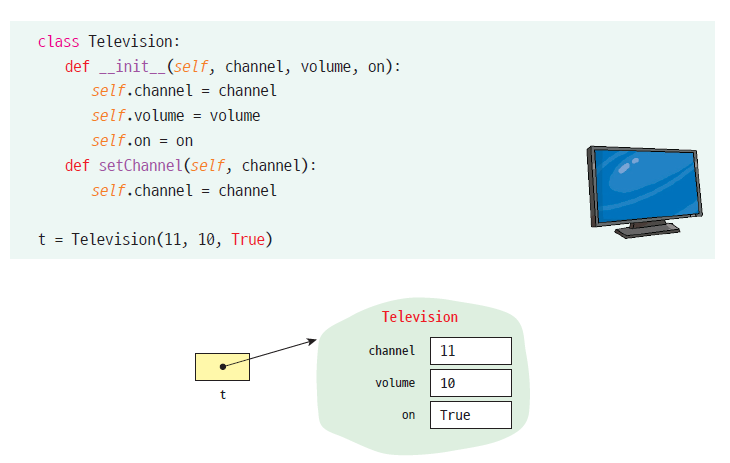 class Television:
    def __init__(self, channel, volume, on):
        self.channel = channel
        self.volume = volume
        self.on = on
    def setChannel(self, channel):
        self.channel = channel
t = Television(11, 10, True)
Television
channel 11
volume 10
on True
t